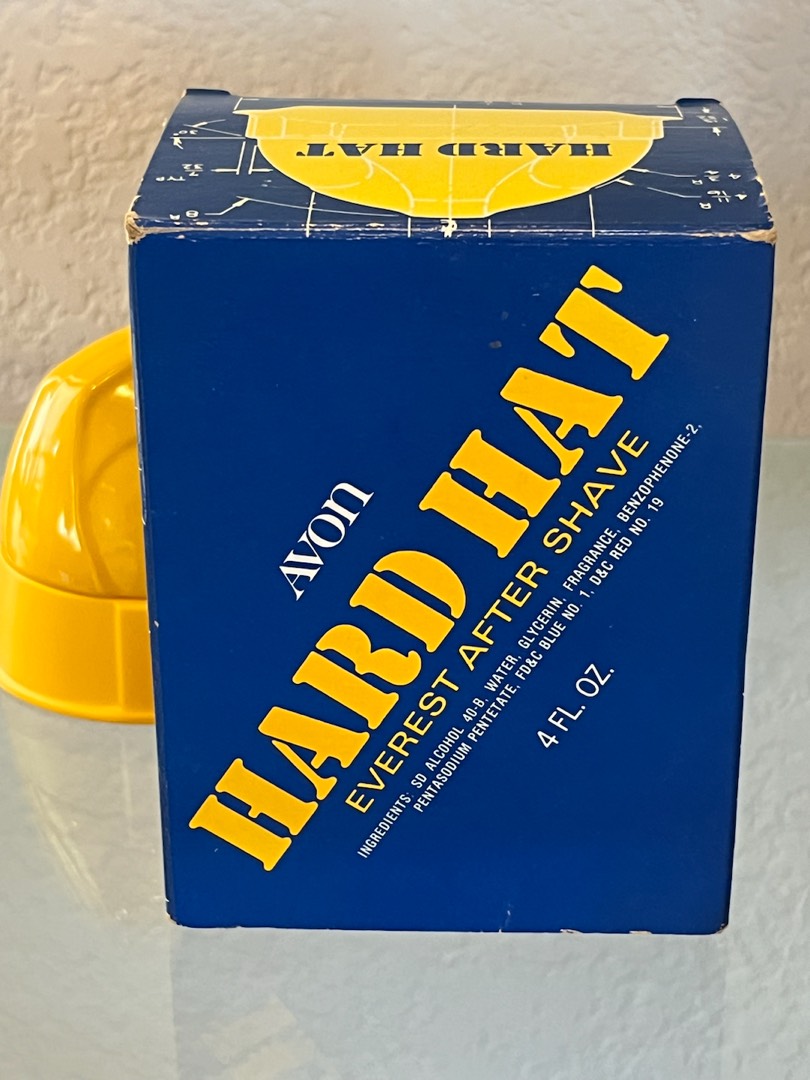 HARD HAT
AVON
HARD HAT
EVEREST AFTER SHAVE
INGREDIENTS: SD ALCOHOL 40-B, WATER, GLYCERIN, FRAGRANCE, BENZOPHENONE-2,
PENTASODIUM PENTETATE, FD&C BLUE NO. 1, D&C RED NO. 19
4 FL. OZ.